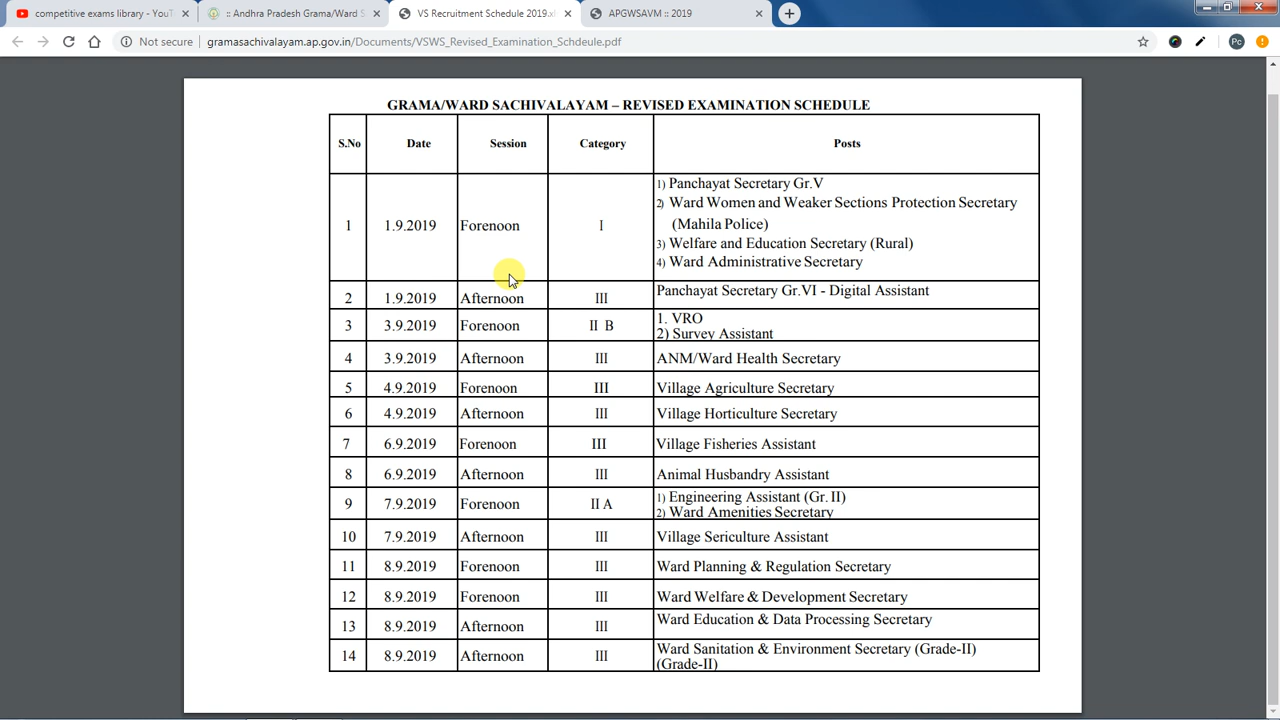 competitive exams library - YouT
:: Andhra Pradesh Grama/Ward S
VS Recruitment Schedule 2019.xl
APGWSAVM :: 2019
Not secure
gramasachivalayam.ap.gov.in/Documents/VSWS_Revised_Examination_Schdeule.pdf
Pc
GRAMA/WARD SACHIVALAYAM – REVISED EXAMINATION SCHEDULE
S.No Date Session Category Posts
1 1.9.2019 Forenoon I 1) Panchayat Secretary Gr.V
2) Ward Women and Weaker Sections Protection Secretary
(Mahila Police)
3) Welfare and Education Secretary (Rural)
4) Ward Administrative Secretary
2 1.9.2019 Afternoon III Panchayat Secretary Gr.VI - Digital Assistant
3 3.9.2019 Forenoon II B 1. VRO
2) Survey Assistant
4 3.9.2019 Afternoon III ANM/Ward Health Secretary
5 4.9.2019 Forenoon III Village Agriculture Secretary
6 4.9.2019 Afternoon III Village Horticulture Secretary
7 6.9.2019 Forenoon III Village Fisheries Assistant
8 6.9.2019 Afternoon III Animal Husbandry Assistant
9 7.9.2019 Forenoon II A 1) Engineering Assistant (Gr. II)
2) Ward Amenities Secretary
10 7.9.2019 Afternoon III Village Sericulture Assistant
11 8.9.2019 Forenoon III Ward Planning & Regulation Secretary
12 8.9.2019 Forenoon III Ward Welfare & Development Secretary
13 8.9.2019 Afternoon III Ward Education & Data Processing Secretary
14 8.9.2019 Afternoon III Ward Sanitation & Environment Secretary (Grade-II)
(Grade-II)